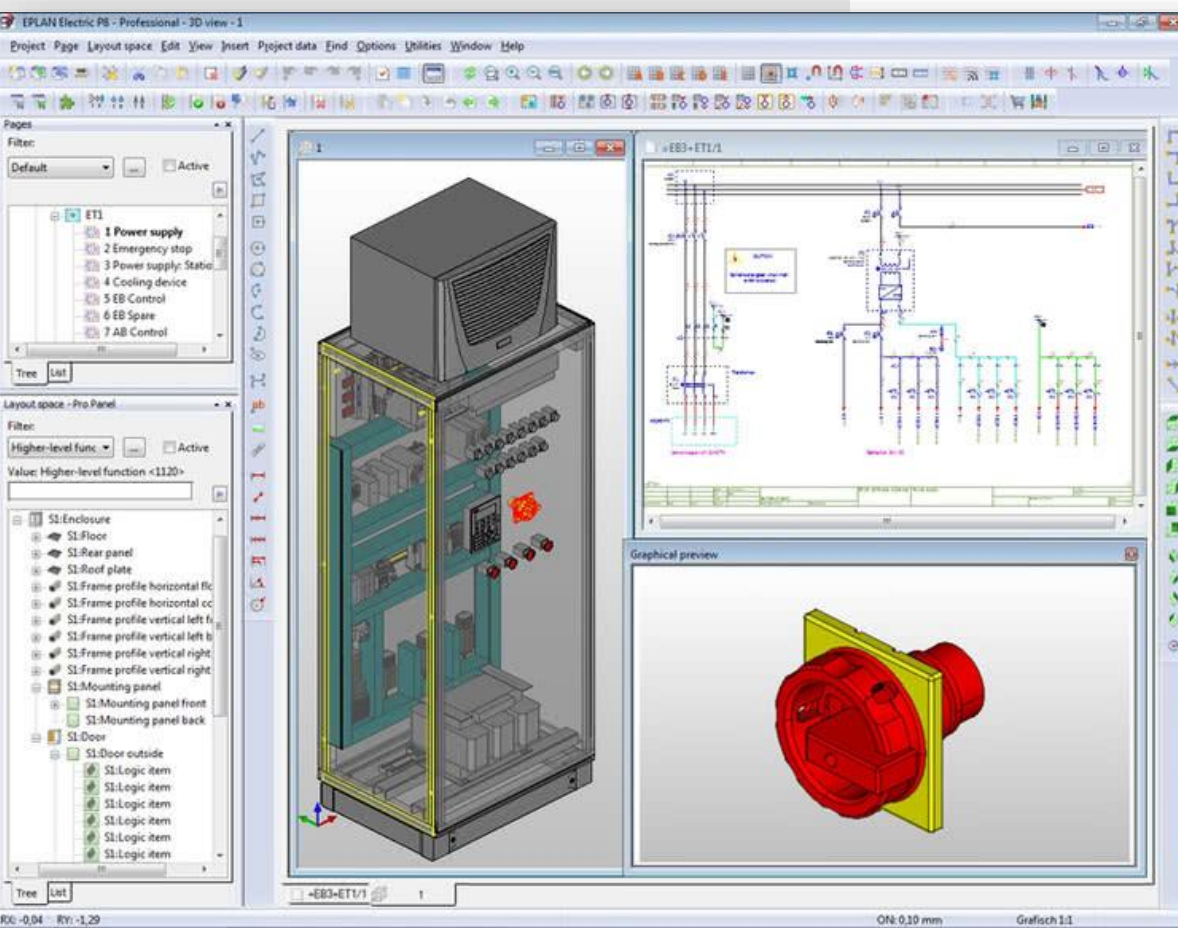 EPLAN Electric P8 - Professional - 3D view - 1
Project Page Layout space Edit View Insert Project data Find Options Utilities Window Help
Pages
Filter:
Default
...
Active
ET1
1 Power supply
2 Emergency stop
3 Power supply: Statio
4 Cooling device
5 EB Control
6 EB Spare
7 AB Control
Tree List
Layout space - Pro Panel
Filter:
Higher-level func
...
Active
Value: Higher-level function <1120>
S1:Enclosure
S1:Floor
S1:Rear panel
S1:Roof plate
S1:Frame profile horizontal flo
S1:Frame profile horizontal cc
S1:Frame profile vertical left f
S1:Frame profile vertical left b
S1:Frame profile vertical right
S1:Frame profile vertical right
S1:Mounting panel
S1:Mounting panel front
S1:Mounting panel back
S1:Door
S1:Door outside
S1:Logic item
S1:Logic item
S1:Logic item
S1:Logic item
S1:Logic item
S1:Logic item
Tree List
1
=EB3+ET1/1
Graphical preview
=EB3+ET1/1
1
RX: -0,04 RY: -1,29
ON: 0,10 mm
Grafisch 1:1